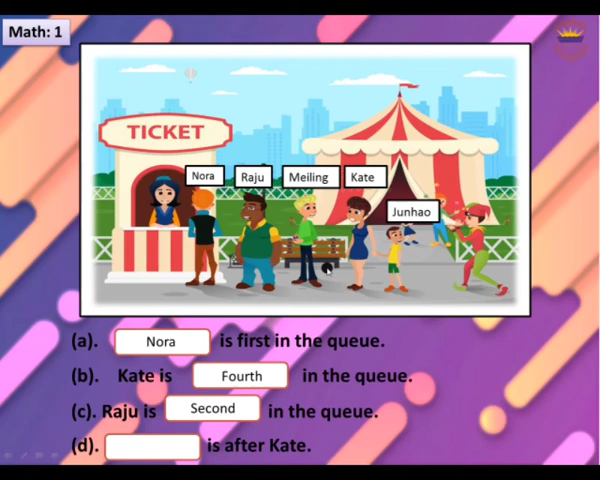 Math: 1
TICKET
Nora
Raju
Meiling
Kate
Junhao
(a). Nora is first in the queue.
(b). Kate is Fourth in the queue.
(c). Raju is Second in the queue.
(d). is after Kate.